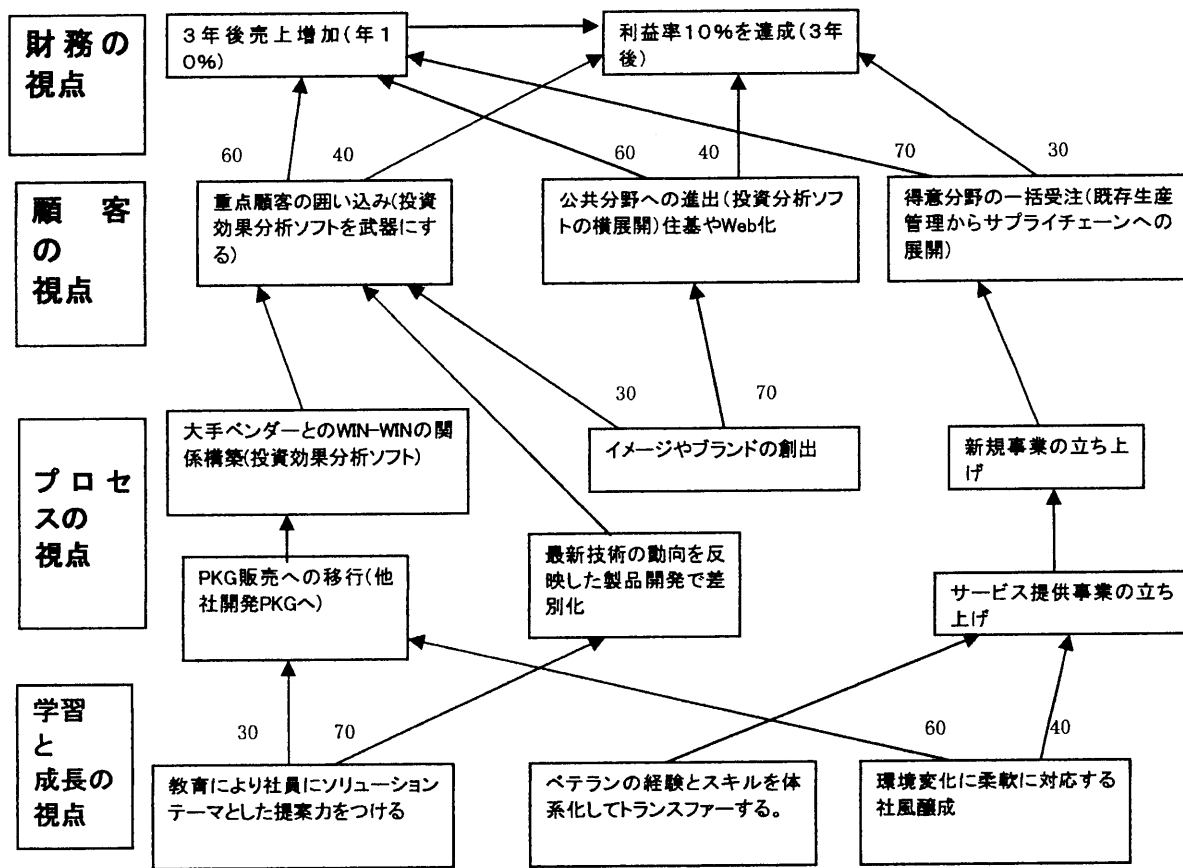 財務の
視点
3年後売上増加(年1
0%)
利益率10%を達成(3年
後)
60
40
60
40
70
30
顧客
の
視点
重点顧客の囲い込み(投資
効果分析ソフトを武器にす
る)
公共分野への進出(投資分析ソフ
トの横展開)住基やWeb化
得意分野の一括受注(既存生産
管理からサプライチェーンへの
展開)
30
70
プロセ
スの
視点
大手ベンダーとのWIN-WINの関
係構築(投資効果分析ソフト)
イメージやブランドの創出
新規事業の立ち上
げ
PKG販売への移行(他
社開発PKGへ)
最新技術の動向を反
映した製品開発で差
別化
サービス提供事業の立ち
上げ
学習
と
成長の
視点
30
70
60
40
教育により社員にソリューション
テーマとした提案力をつける
ベテランの経験とスキルを体
系化してトランスファーする。
環境変化に柔軟に対応する
社風醸成